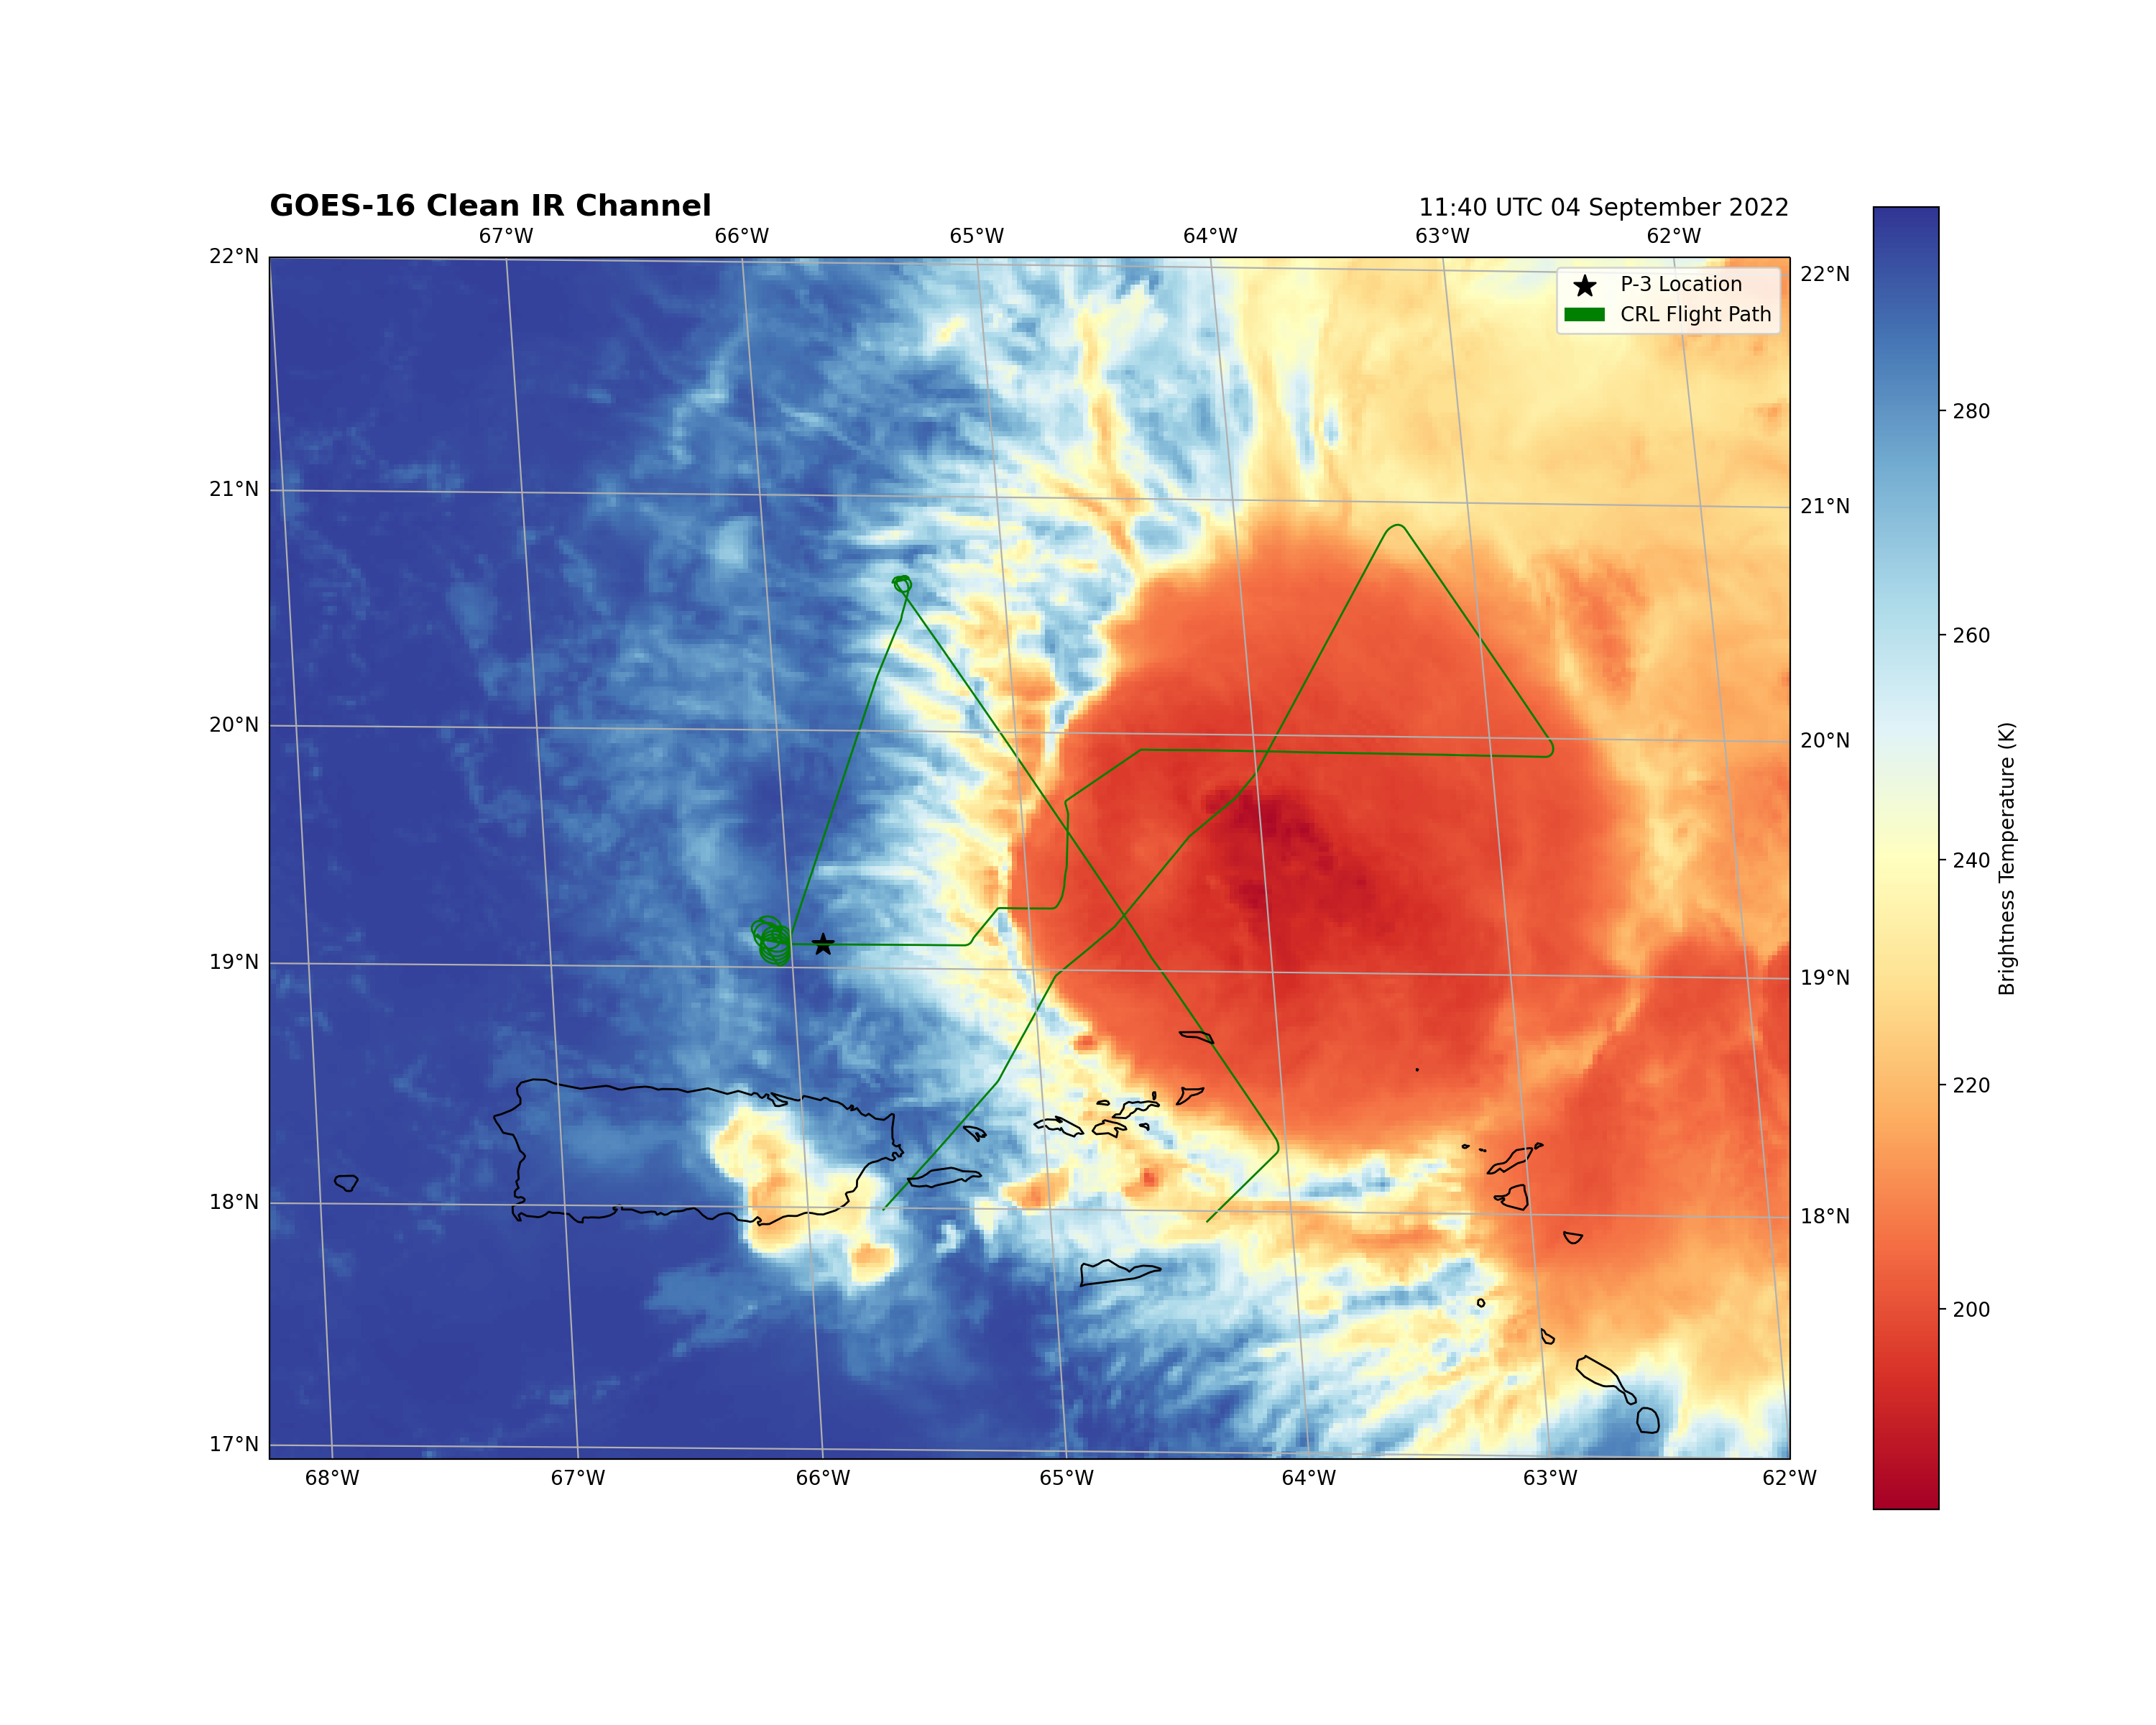 GOES-16 Clean IR Channel
11:40 UTC 04 September 2022
67°W 66°W 65°W 64°W 63°W 62°W
22°N
22°N
P-3 Location
CRL Flight Path
21°N
21°N
20°N
20°N
19°N
19°N
18°N
18°N
17°N
68°W 67°W 66°W 65°W 64°W 63°W 62°W
280
260
240
220
200
Brightness Temperature (K)